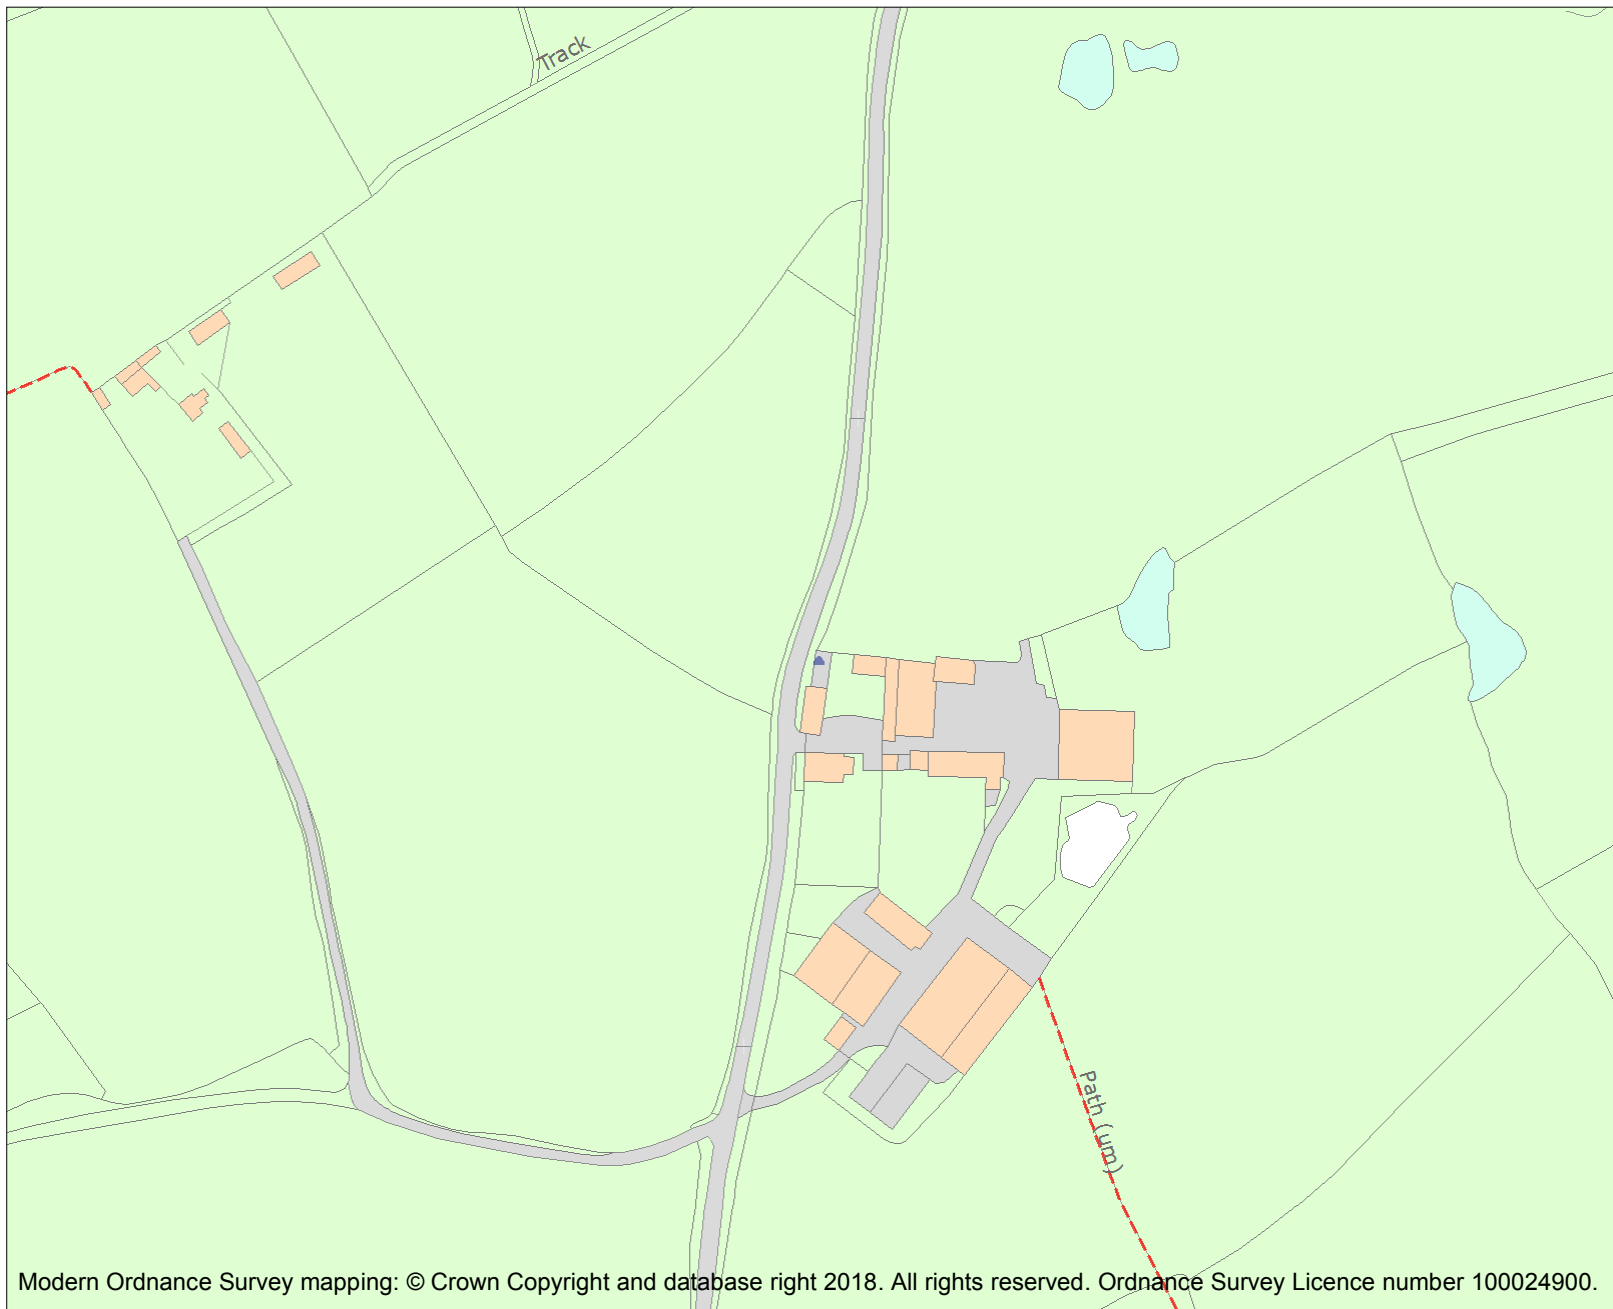 Track
Path (um)
Modern Ordnance Survey mapping: © Crown Copyright and database right 2018. All rights reserved. Ordnance Survey Licence number 100024900.